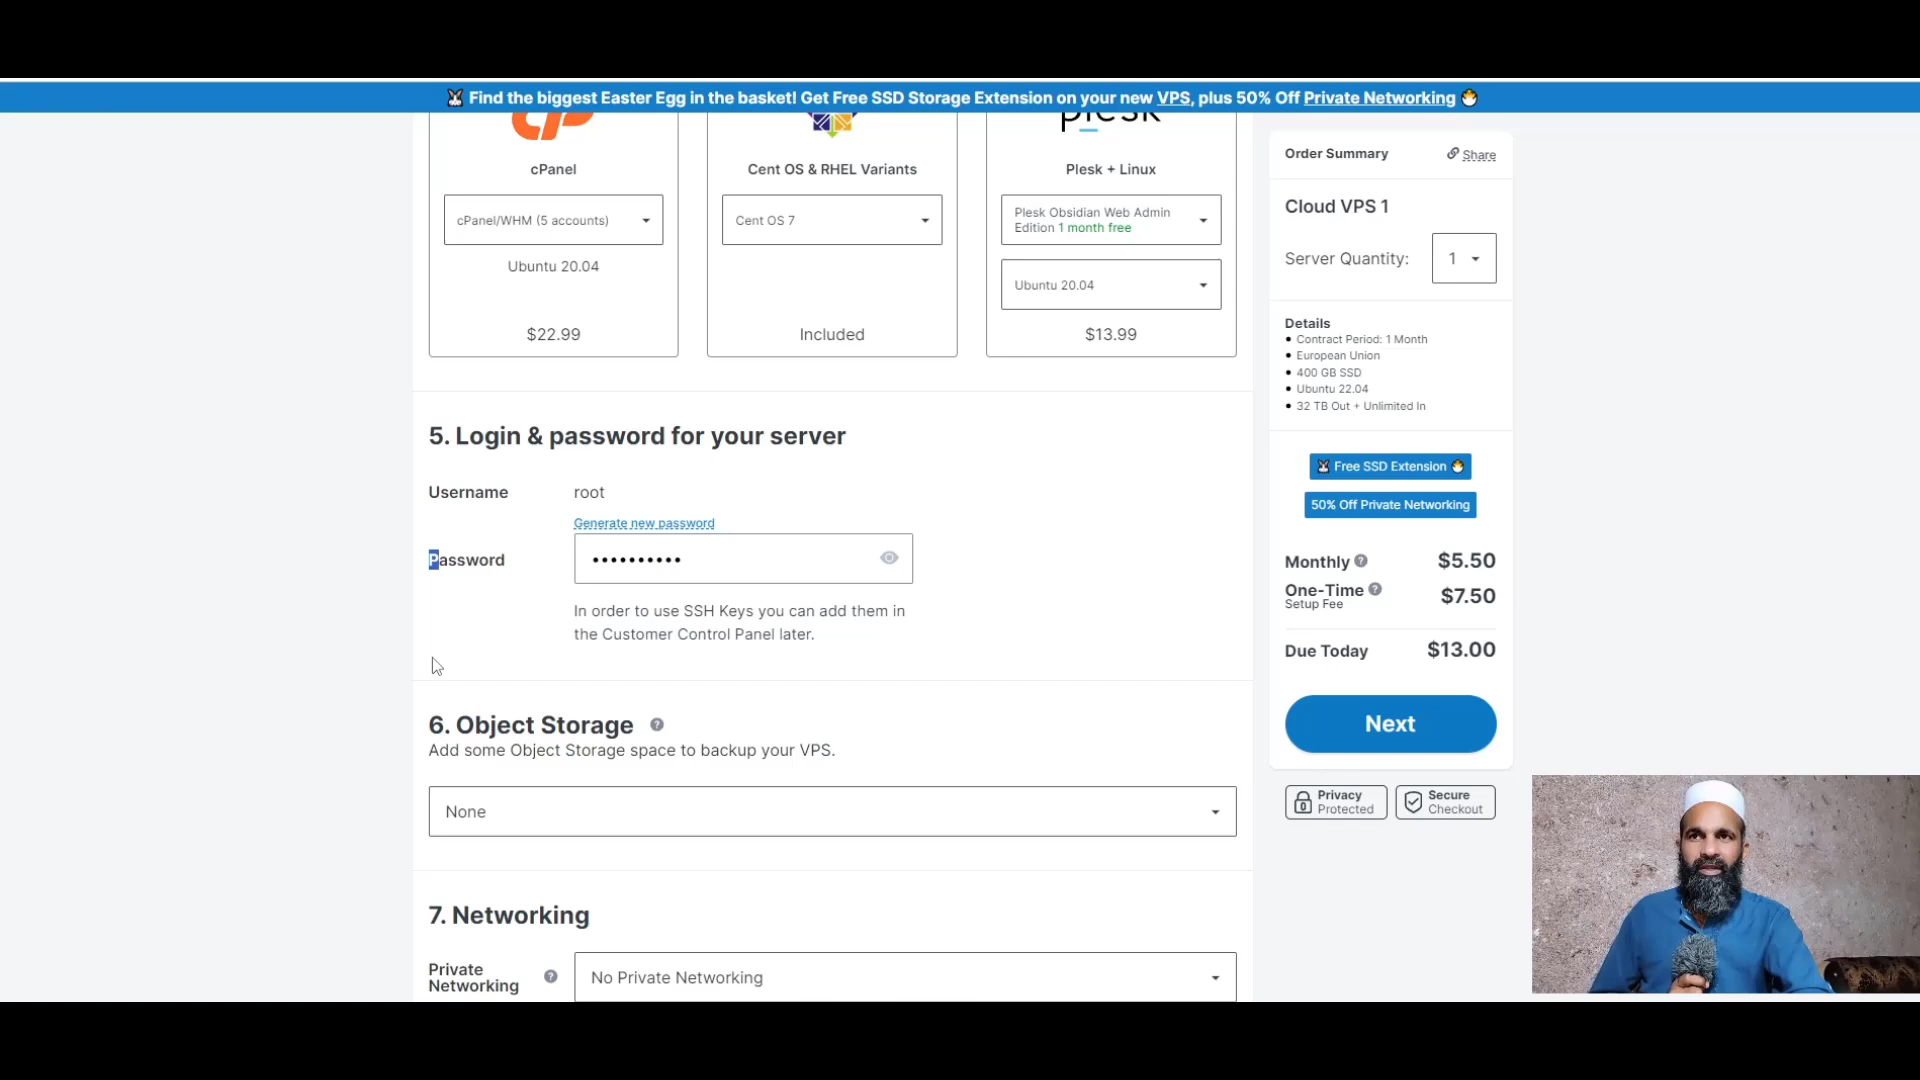 Find the biggest Easter Egg in the basket! Get Free SSD Storage Extension on your new VPS, plus 50% Off Private Networking
cPanel
cPanel/WHM (5 accounts)
Ubuntu 20.04
$22.99
Cent OS & RHEL Variants
Cent OS 7
Included
plesk
Plesk + Linux
Plesk Obsidian Web Admin
Edition 1 month free
Ubuntu 20.04
$13.99
5. Login & password for your server
Username root
Generate new password
Password ••••••••••
In order to use SSH Keys you can add them in
the Customer Control Panel later.
6. Object Storage ?
Add some Object Storage space to backup your VPS.
None
7. Networking
Private
Networking ? No Private Networking
Order Summary Share
Cloud VPS 1
Server Quantity: 1
Details
• Contract Period: 1 Month
• European Union
• 400 GB SSD
• Ubuntu 22.04
• 32 TB Out + Unlimited In
Free SSD Extension
50% Off Private Networking
Monthly ? $5.50
One-Time ? $7.50
Setup Fee
Due Today $13.00
Next
Privacy
Protected
Secure
Checkout